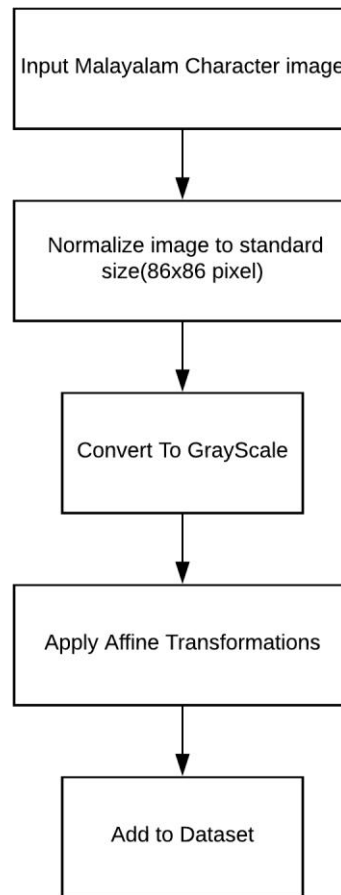 Input Malayalam Character image
Normalize image to standard
size(86x86 pixel)
Convert To GrayScale
Apply Affine Transformations
Add to Dataset